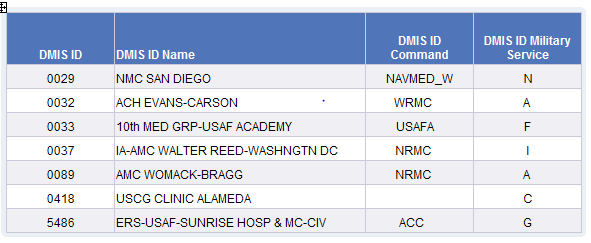 DMIS ID DMIS ID Name DMIS ID Command DMIS ID Military Service
0029 NMC SAN DIEGO NAVMED_W N
0032 ACH EVANS-CARSON WRMC A
0033 10th MED GRP-USAF ACADEMY USAFA F
0037 IA-AMC WALTER REED-WASHNGTN DC NRMC I
0089 AMC WOMACK-BRAGG NRMC A
0418 USCG CLINIC ALAMEDA C
5486 ERS-USAF-SUNRISE HOSP & MC-CIV ACC G